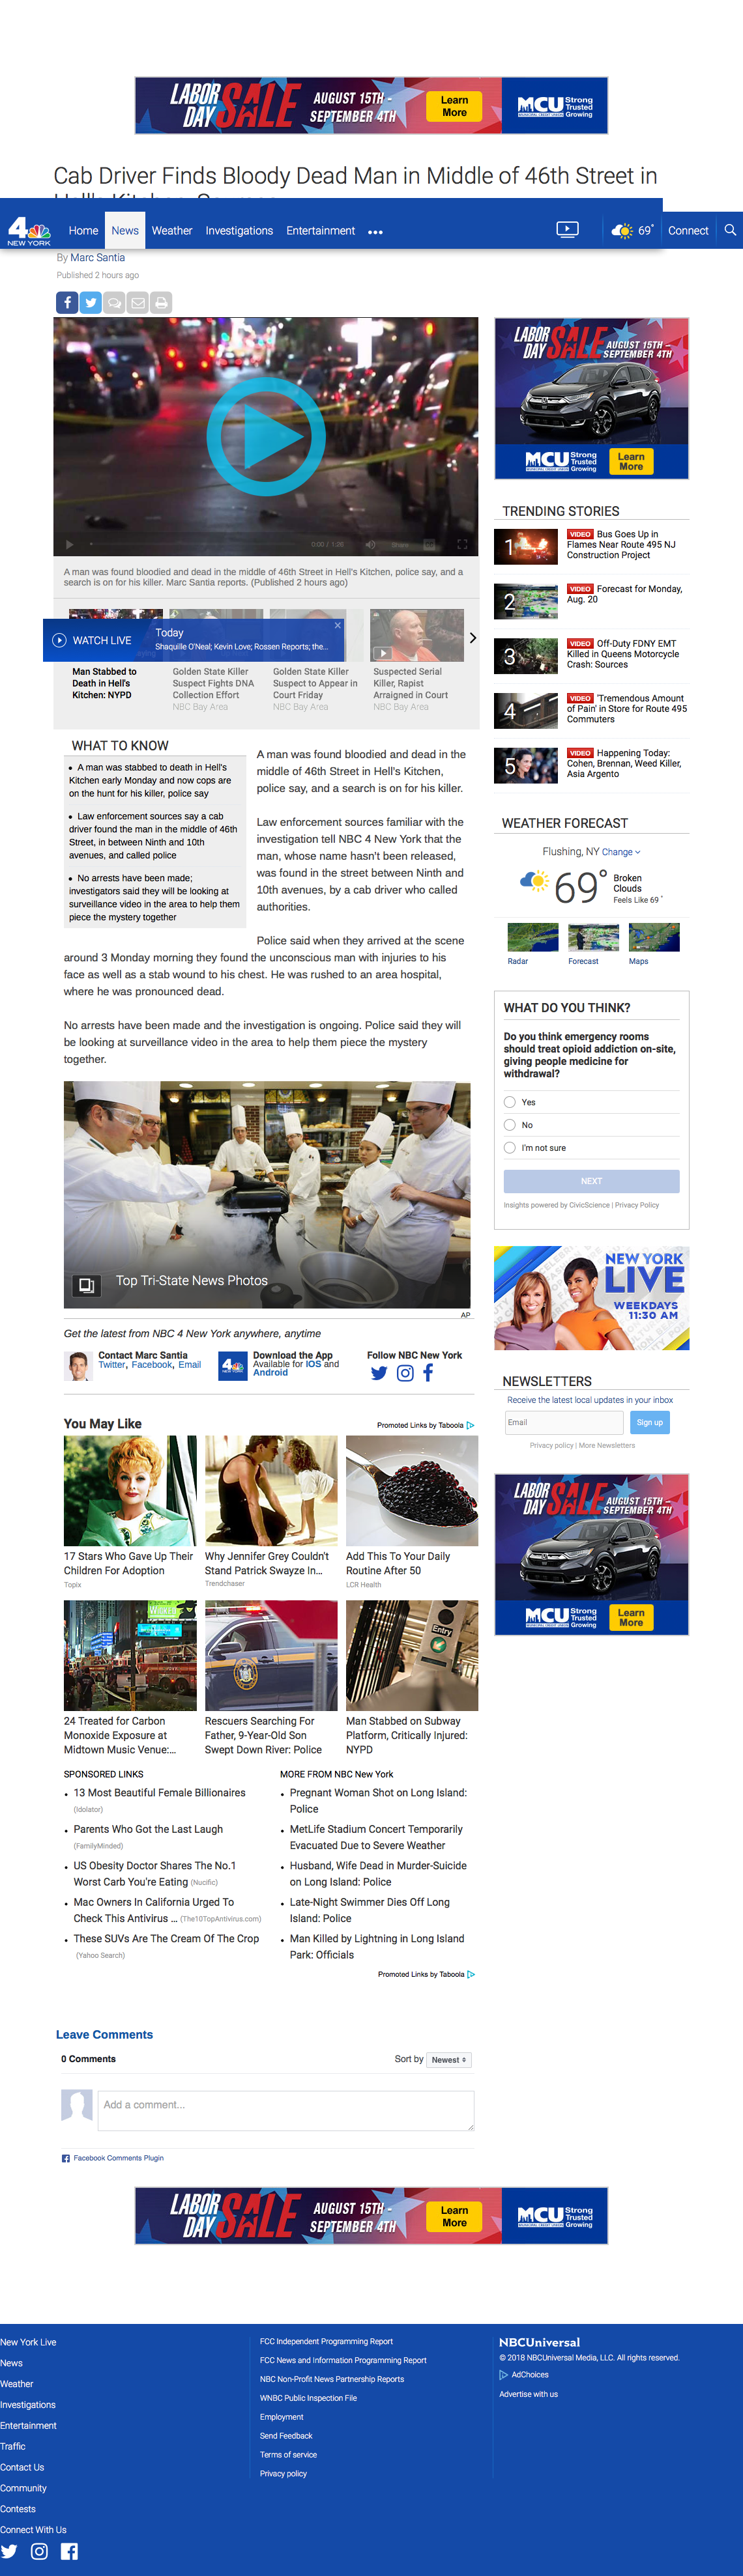 LABOR DAY SALE
AUGUST 15TH -
SEPTEMBER 4TH
Learn
More
MCU
Strong
Trusted
Growing
MUNICIPAL CREDIT UNION
Cab Driver Finds Bloody Dead Man in Middle of 46th Street in
4
NEW YORK
Home
News
Weather
Investigations
Entertainment
•••
69°
Connect
By Marc Santia
Published 2 hours ago
0:00 / 1:28
A man was found bloodied and dead in the middle of 46th Street in Hell's Kitchen, police say, and a
search is on for his killer. Marc Santia reports. (Published 2 hours ago)
WATCH LIVE
Today
Shaquille O'Neal; Kevin Love; Rossen Reports; the...
Man Stabbed to
Death in Hell's
Kitchen: NYPD
Golden State Killer
Suspect Fights DNA
Collection Effort
NBC Bay Area
Golden State Killer
Suspect to Appear in
Court Friday
NBC Bay Area
Suspected Serial
Killer, Rapist
Arraigned in Court
NBC Bay Area
WHAT TO KNOW
• A man was stabbed to death in Hell's
Kitchen early Monday and now cops are
on the hunt for his killer, police say
• Law enforcement sources say a cab
driver found the man in the middle of 46th
Street, in between Ninth and 10th
avenues, and called police
• No arrests have been made;
investigators said they will be looking at
surveillance video in the area to help them
piece the mystery together
A man was found bloodied and dead in the
middle of 46th Street in Hell's Kitchen,
police say, and a search is on for his killer.
Law enforcement sources familiar with the
investigation tell NBC 4 New York that the
man, whose name hasn't been released,
was found in the street between Ninth and
10th avenues, by a cab driver who called
authorities.
Police said when they arrived at the scene
around 3 Monday morning they found the unconscious man with injuries to his
face as well as a stab wound to his chest. He was rushed to an area hospital,
where he was pronounced dead.
No arrests have been made and the investigation is ongoing. Police said they will
be looking at surveillance video in the area to help them piece the mystery
together.
Top Tri-State News Photos
AP
Get the latest from NBC 4 New York anywhere, anytime
Contact Marc Santia
Twitter, Facebook, Email
4
Download the App
Available for IOS and
Android
Follow NBC New York
You May Like
Promoted Links by Taboola
17 Stars Who Gave Up Their
Children For Adoption
Topix
Why Jennifer Grey Couldn't
Stand Patrick Swayze In...
Trendchaser
Add This To Your Daily
Routine After 50
LCR Health
WICKED
Entry
24 Treated for Carbon
Monoxide Exposure at
Midtown Music Venue:...
Rescuers Searching For
Father, 9-Year-Old Son
Swept Down River: Police
Man Stabbed on Subway
Platform, Critically Injured:
NYPD
SPONSORED LINKS
• 13 Most Beautiful Female Billionaires
(Idolator)
• Parents Who Got the Last Laugh
(FamilyMinded)
• US Obesity Doctor Shares The No.1
Worst Carb You're Eating (Nucific)
• Mac Owners In California Urged To
Check This Antivirus ... (The10TopAntivirus.com)
• These SUVs Are The Cream Of The Crop
(Yahoo Search)
MORE FROM NBC New York
• Pregnant Woman Shot on Long Island:
Police
• MetLife Stadium Concert Temporarily
Evacuated Due to Severe Weather
• Husband, Wife Dead in Murder-Suicide
on Long Island: Police
• Late-Night Swimmer Dies Off Long
Island: Police
• Man Killed by Lightning in Long Island
Park: Officials
Promoted Links by Taboola
Leave Comments
0 Comments
Sort by
Newest
Add a comment...
Facebook Comments Plugin
LABOR DAY SALE
AUGUST 15TH -
SEPTEMBER 4TH
MCU
Strong
Trusted
Growing
Learn
More
TRENDING STORIES
1
VIDEO Bus Goes Up in
Flames Near Route 495 NJ
Construction Project
2
VIDEO Forecast for Monday,
Aug. 20
3
VIDEO Off-Duty FDNY EMT
Killed in Queens Motorcycle
Crash: Sources
4
VIDEO 'Tremendous Amount
of Pain' in Store for Route 495
Commuters
5
VIDEO Happening Today:
Cohen, Brennan, Weed Killer,
Asia Argento
WEATHER FORECAST
Flushing, NY Change
69°
Broken
Clouds
Feels Like 69 °
Radar
Forecast
Maps
WHAT DO YOU THINK?
Do you think emergency rooms
should treat opioid addiction on-site,
giving people medicine for
withdrawal?
Yes
No
I'm not sure
NEXT
Insights powered by CivicScience | Privacy Policy
NEW YORK
LIVE
WEEKDAYS
11:30 AM
NEWSLETTERS
Receive the latest local updates in your inbox
Email
Sign up
Privacy policy | More Newsletters
LABOR DAY SALE
AUGUST 15TH -
SEPTEMBER 4TH
MCU
Strong
Trusted
Growing
Learn
More
LABOR DAY SALE
AUGUST 15TH -
SEPTEMBER 4TH
Learn
More
MCU
Strong
Trusted
Growing
MUNICIPAL CREDIT UNION
New York Live
News
Weather
Investigations
Entertainment
Traffic
Contact Us
Community
Contests
Connect With Us
FCC Independent Programming Report
FCC News and Information Programming Report
NBC Non-Profit News Partnership Reports
WNBC Public Inspection File
Employment
Send Feedback
Terms of service
Privacy policy
NBCUniversal
© 2018 NBCUniversal Media, LLC. All rights reserved.
AdChoices
Advertise with us